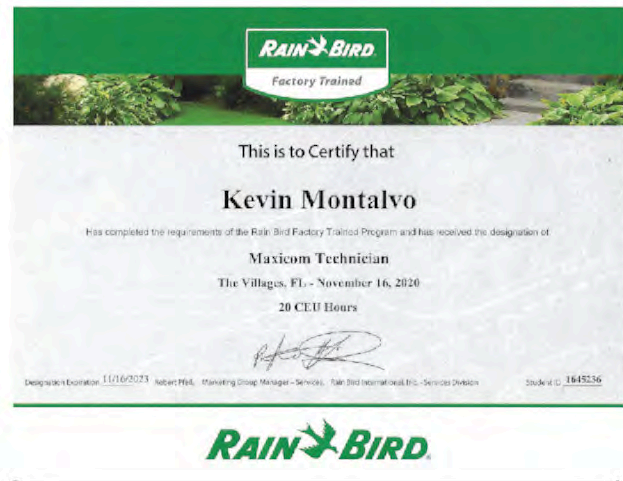 RAIN BIRD
Factory Trained
This is to Certify that
Kevin Montalvo
Has completed the requirements of the Rain Bird Factory Trained Program and has received the designation of
Maxicom Technician
The Villages, FL - November 16, 2020
20 CEU Hours
Designation Expiration 11/16/2023 Robert Pfeil, Marketing Group Manager - Services, Rain Bird International, Inc. - Services Division Student ID 1645236
RAIN BIRD